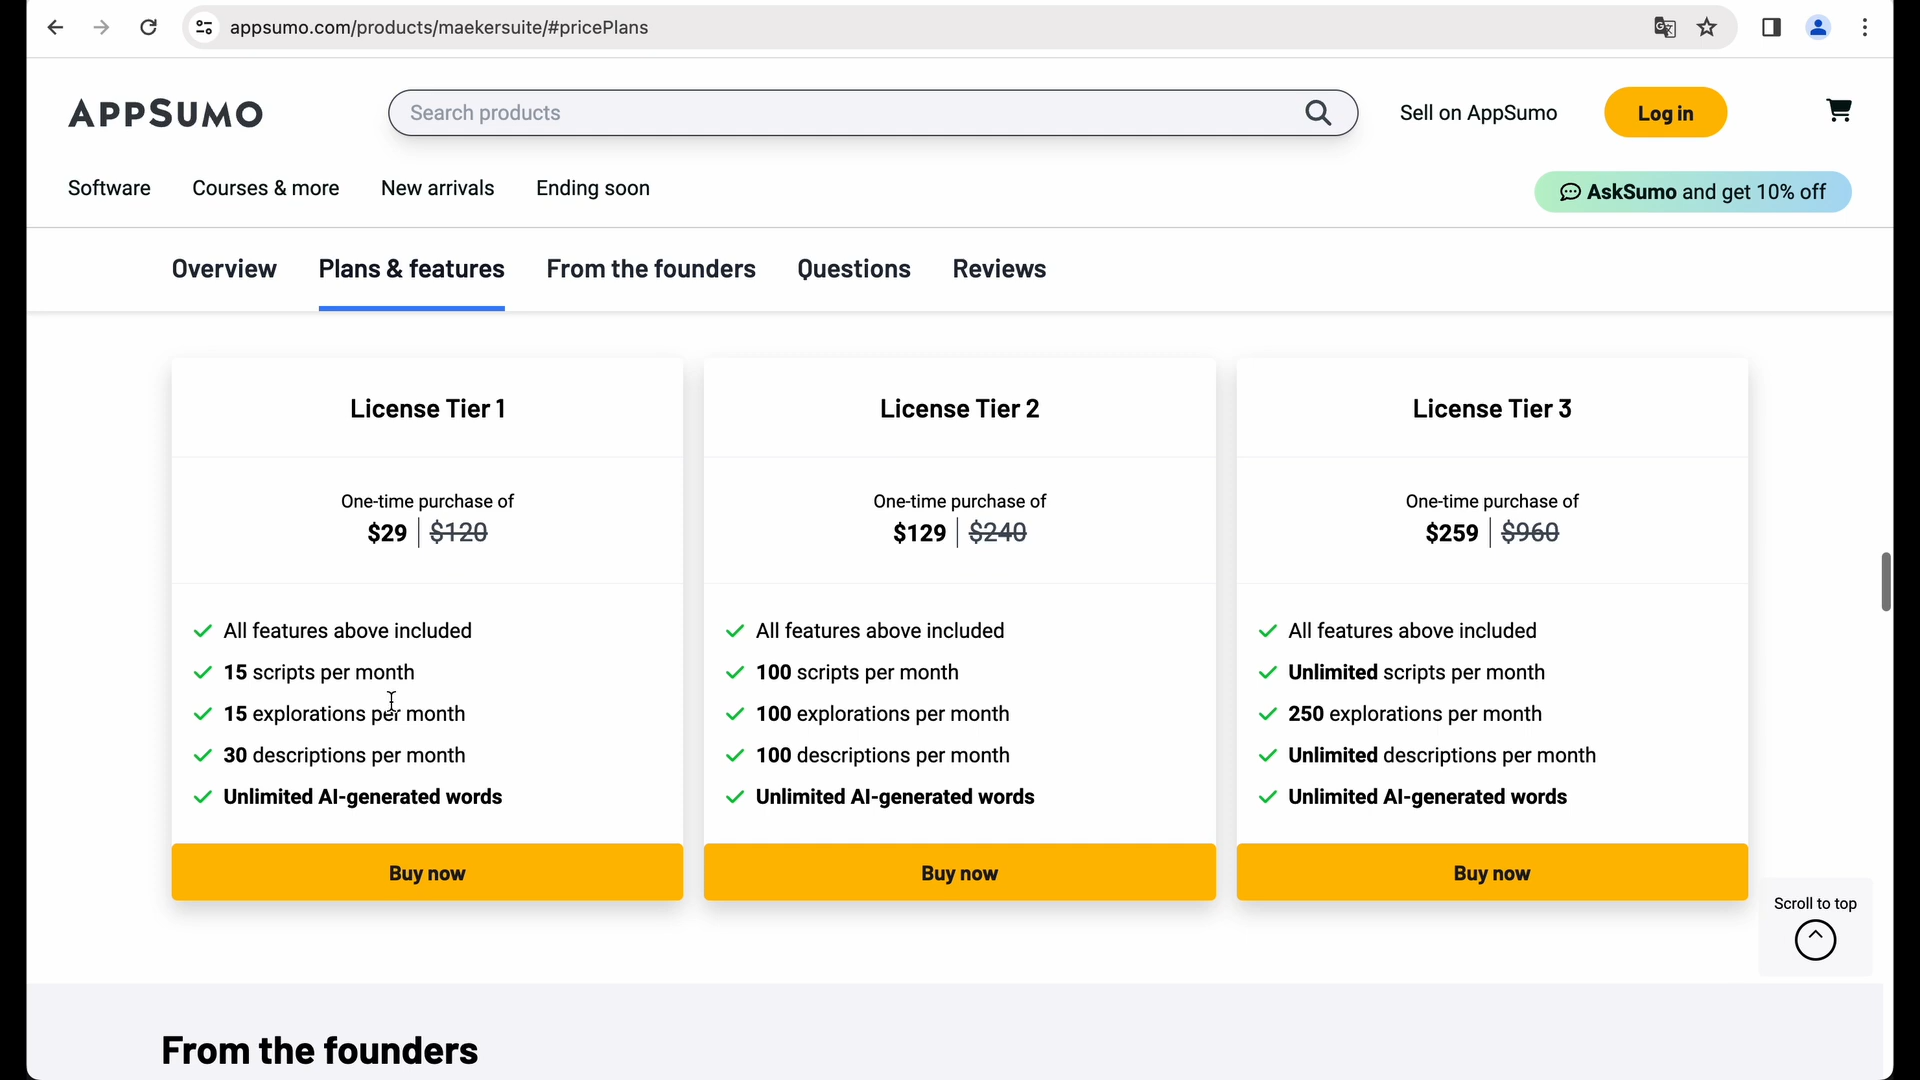 appsumo.com/products/maekersuite/#pricePlans
APPSUMO
Search products
Sell on AppSumo
Log in
Software
Courses & more
New arrivals
Ending soon
AskSumo and get 10% off
Overview
Plans & features
From the founders
Questions
Reviews
License Tier 1
One-time purchase of
$29 | $120
All features above included
15 scripts per month
15 explorations per month
30 descriptions per month
Unlimited AI-generated words
Buy now
License Tier 2
One-time purchase of
$129 | $240
All features above included
100 scripts per month
100 explorations per month
100 descriptions per month
Unlimited AI-generated words
Buy now
License Tier 3
One-time purchase of
$259 | $960
All features above included
Unlimited scripts per month
250 explorations per month
Unlimited descriptions per month
Unlimited AI-generated words
Buy now
Scroll to top
From the founders